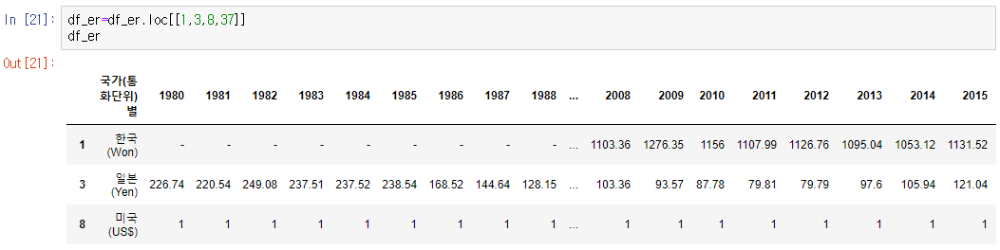 In [21]: df_er=df_er.loc[[1,3,8,37]]
df_er
Out[21]:
국가(통
화단위)
別 1980 1981 1982 1983 1984 1985 1986 1987 1988 ... 2008 2009 2010 2011 2012 2013 2014 2015
1 한국
(Won) - - - - - - - - - ... 1103.36 1276.35 1156 1107.99 1126.76 1095.04 1053.12 1131.52
3 일본
(Yen) 226.74 220.54 249.08 237.51 237.52 238.54 168.52 144.64 128.15 ... 103.36 93.57 87.78 79.81 79.79 97.6 105.94 121.04
8 미국
(US$) 1 1 1 1 1 1 1 1 1 ... 1 1 1 1 1 1 1 1